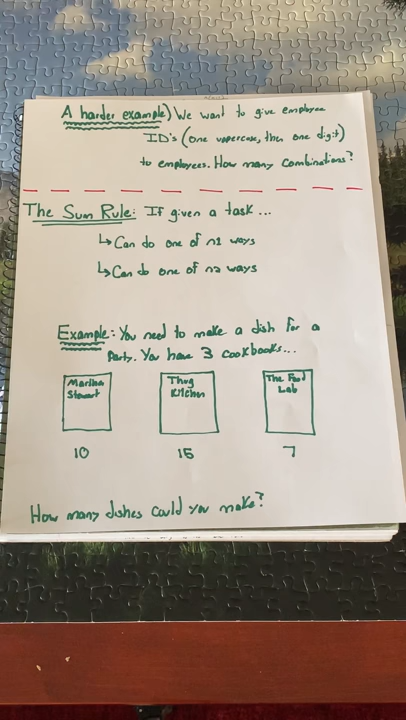 A harder example) We want to give employee
ID's (one uppercase, then one digit)
to employees. How many combinations?
The Sum Rule: If given a task...
↳ Can do one of n1 ways
↳ Can do one of n2 ways
Example: You need to make a dish for a
Party. You have 3 cookbooks...
Martha
Stewart
Thug
Kitchen
The Food
Lab
10
15
7
How many dishes could you make?